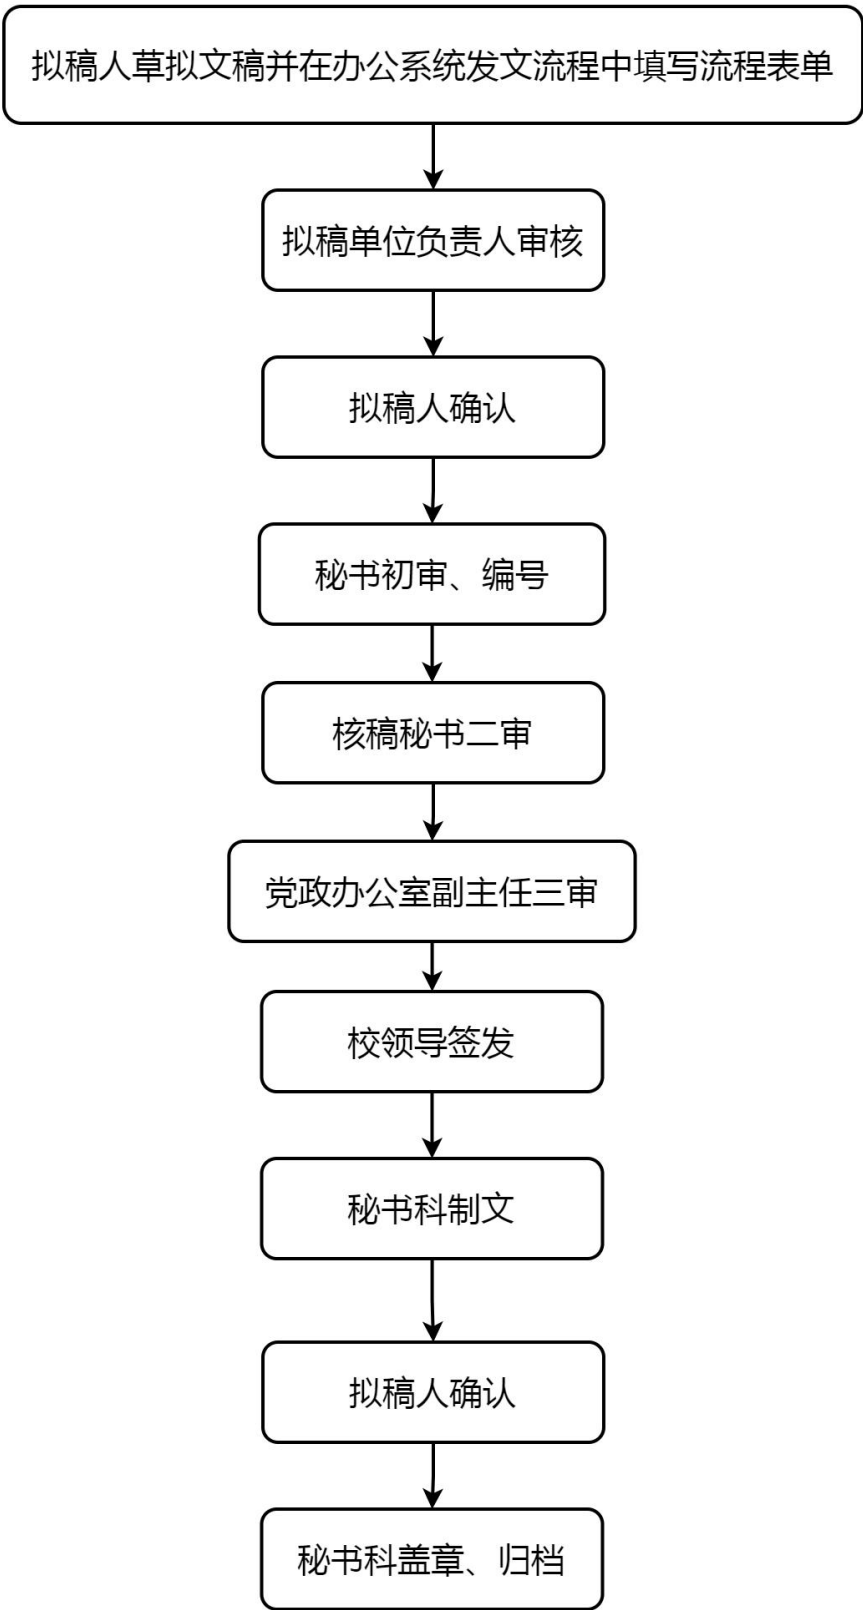 拟稿人草拟文稿并在办公系统发文流程中填写流程表单
拟稿单位负责人审核
拟稿人确认
秘书初审、编号
核稿秘书二审
党政办公室副主任三审
校领导签发
秘书科制文
拟稿人确认
秘书科盖章、归档